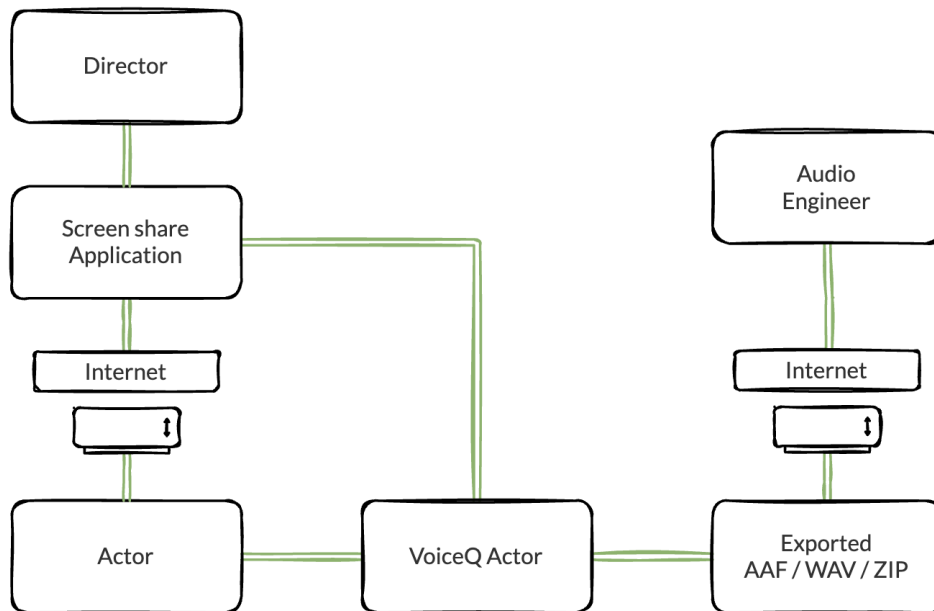 Director
Screen share
Application
Internet
Actor
VoiceQ Actor
Audio
Engineer
Internet
Exported
AAF / WAV / ZIP